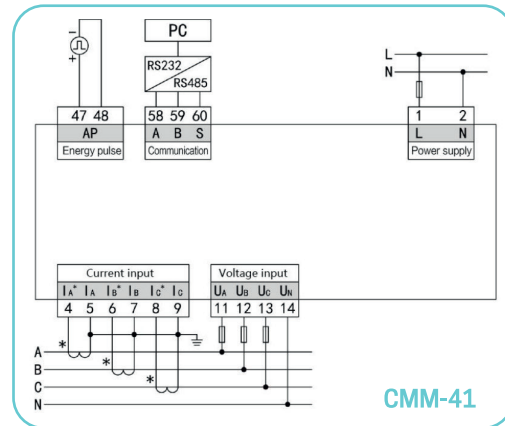 PC
RS232
RS485
L
N
47 48
AP
Energy pulse
58 59 60
A B S
Communication
1 2
L N
Power supply
Current input
IA* IA IB* IB IC* IC
4 5 6 7 8 9
Voltage input
UA UB UC UN
11 12 13 14
A
B
C
N
* * *
CMM-41